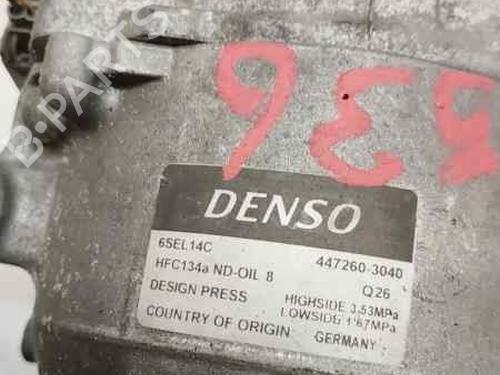 B-PARTS
536
DENSO
6SEL14C 447260-3040
HFC134a ND-OIL 8 Q26
DESIGN PRESS HIGHSIDE 3.53MPa
LOWSIDE 1.67MPa
COUNTRY OF ORIGIN GERMANY